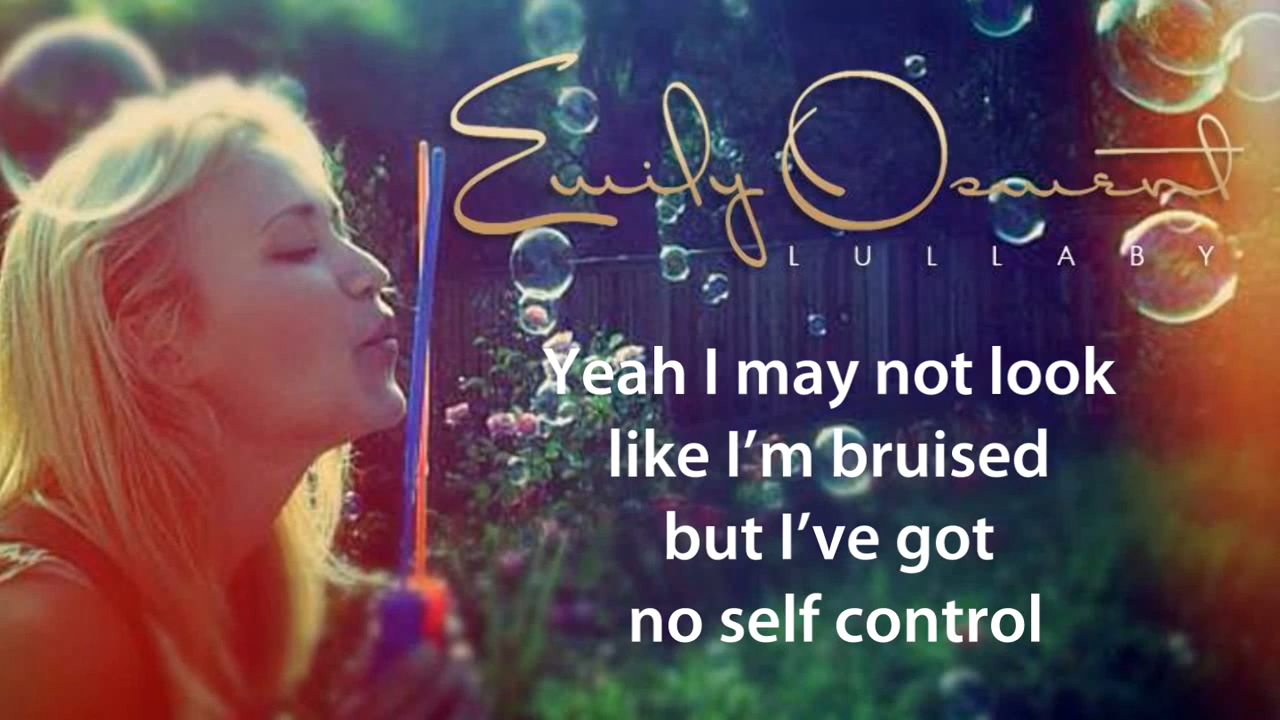 Emily Osment
LULLABY
Yeah I may not look
like I’m bruised
but I’ve got
no self control